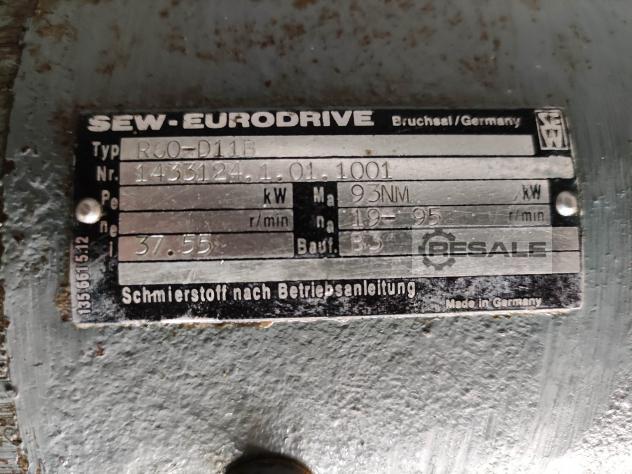 SEW-EURODRIVE Bruchsal/Germany SEW
Typ R60-D11B
Nr. 1433124.1.01.1001
Pe kW Ma 93NM kW
ne r/min na 19- 95 r/min
i 37.55 Bauf. B3
RESALE
Schmierstoff nach Betriebsanleitung
Made in Germany